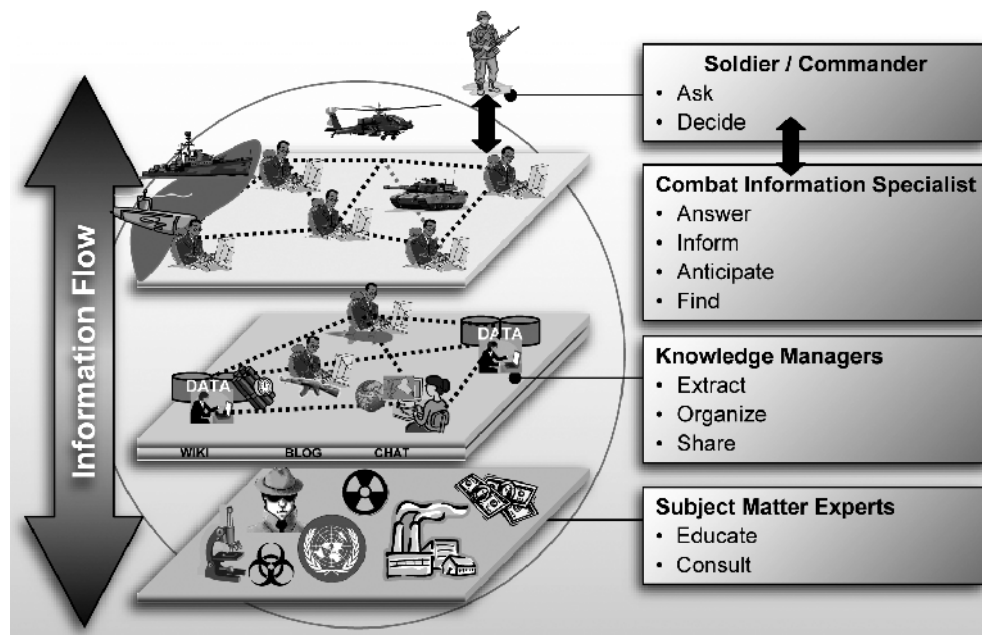 Information Flow
DATA
DATA
WIKI
BLOG
CHAT
Soldier / Commander
• Ask
• Decide
Combat Information Specialist
• Answer
• Inform
• Anticipate
• Find
Knowledge Managers
• Extract
• Organize
• Share
Subject Matter Experts
• Educate
• Consult